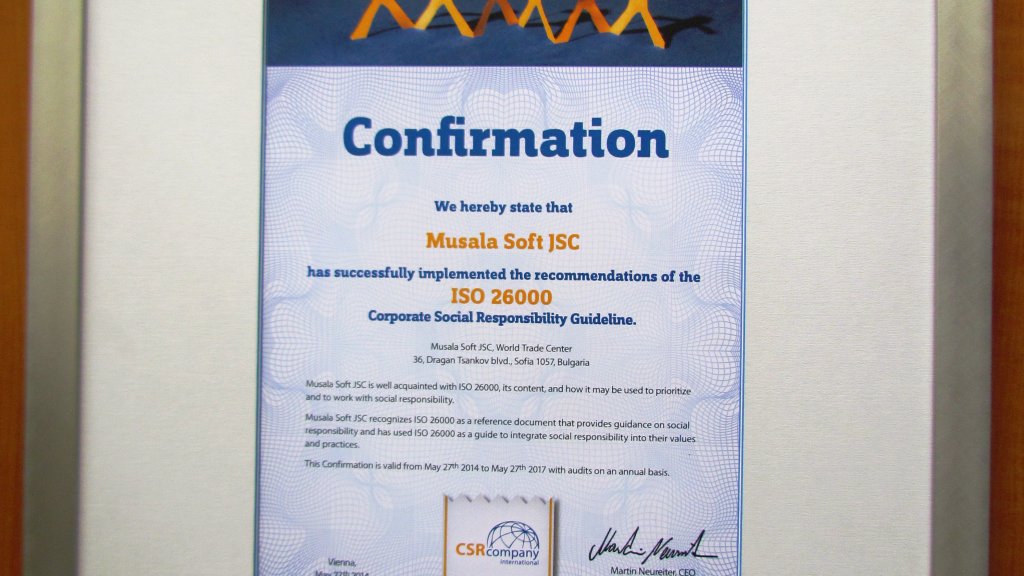 Confirmation
We hereby state that
Musala Soft JSC
has successfully implemented the recommendations of the
ISO 26000
Corporate Social Responsibility Guideline.
Musala Soft JSC, World Trade Center
36, Dragan Tsankov blvd., Sofia 1057, Bulgaria
Musala Soft JSC is well acquainted with ISO 26000, its content, and how it may be used to prioritize
and to work with social responsibility.
Musala Soft JSC recognizes ISO 26000 as a reference document that provides guidance on social
responsibility and has used ISO 26000 as a guide to integrate social responsibility into their values
and practices.
This Confirmation is valid from May 27th 2014 to May 27th 2017 with audits on an annual basis.
CSRcompany
international
Vienna,
May 27th 2014
Martin Neureiter, CEO